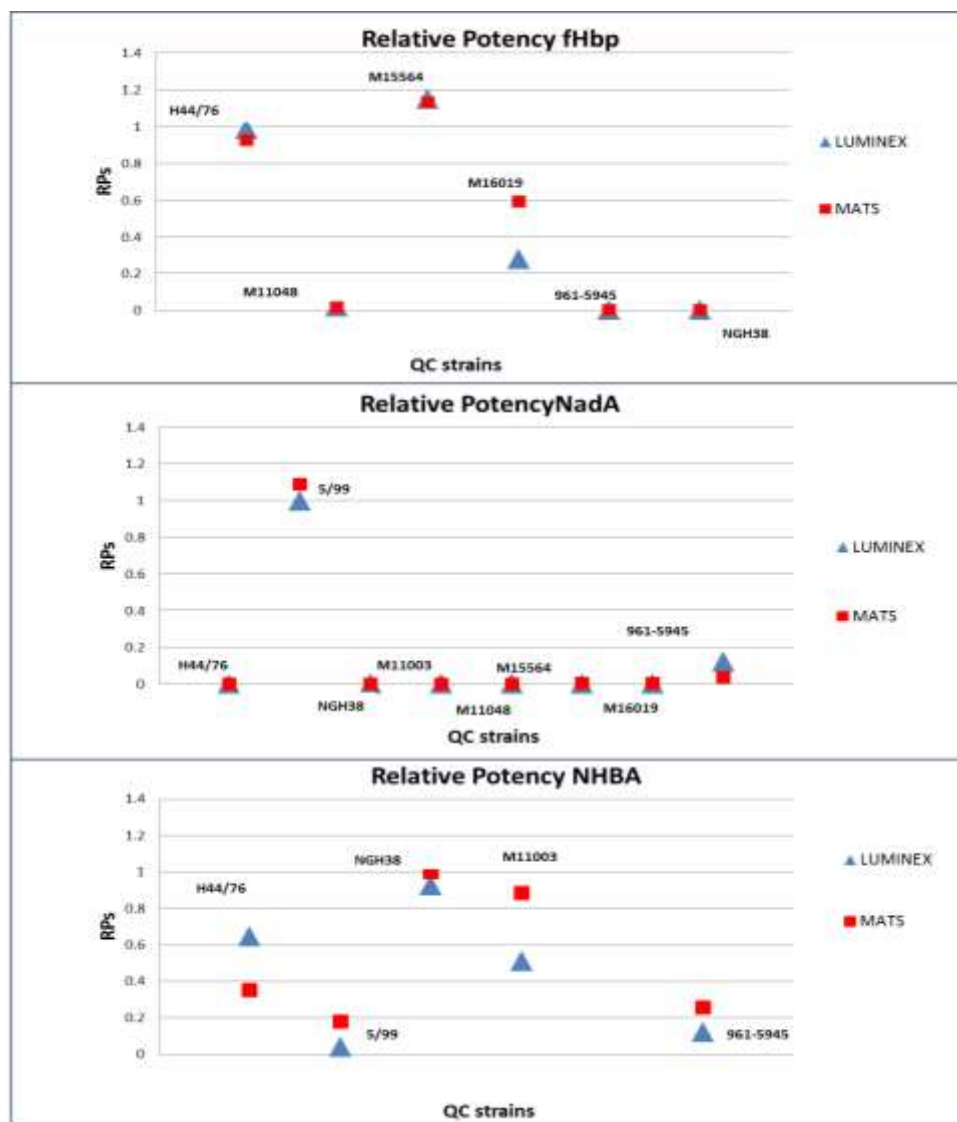 Relative Potency fHbp
1.4
1.2
1
0.8
0.6
0.4
0.2
0
RPs
H44/76
M11048
M15564
M16019
961-5945
NGH38
LUMINEX
MATS
QC strains
Relative PotencyNadA
1.4
1.2
1
0.8
0.6
0.4
0.2
0
RPs
H44/76
5/99
NGH38
M11003
M11048
M15564
M16019
961-5945
LUMINEX
MATS
QC strains
Relative Potency NHBA
1.4
1.2
1
0.8
0.6
0.4
0.2
0
RPs
H44/76
5/99
NGH38
M11003
961-5945
LUMINEX
MATS
QC strains